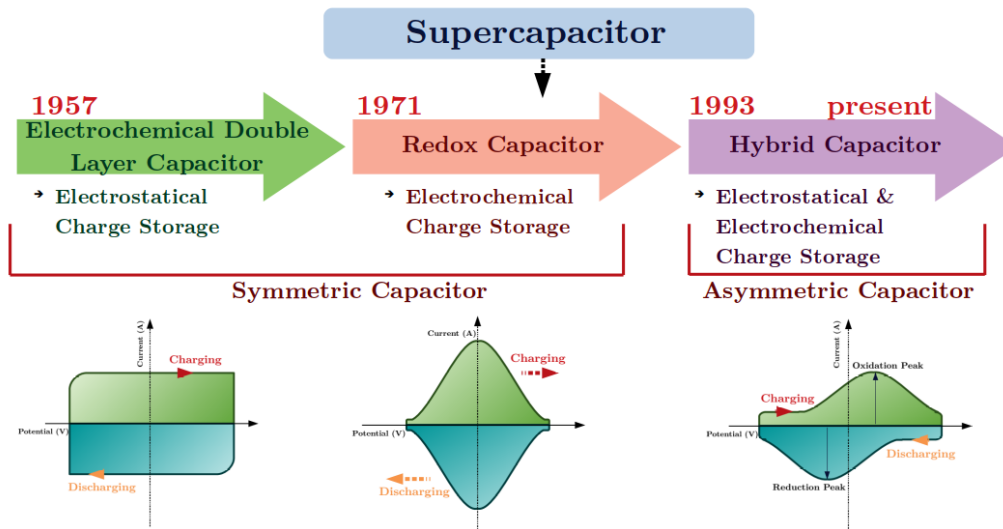 Supercapacitor
1957
Electrochemical Double
Layer Capacitor
→ Electrostatical
Charge Storage
1971
Redox Capacitor
→ Electrochemical
Charge Storage
1993 present
Hybrid Capacitor
→ Electrostatical &
Electrochemical
Charge Storage
Symmetric Capacitor
Asymmetric Capacitor
Current (A)
Charging
Potential (V)
Discharging
Current (A)
Charging
Potential (V)
Discharging
Current (A)
Oxidation Peak
Charging
Potential (V)
Discharging
Reduction Peak